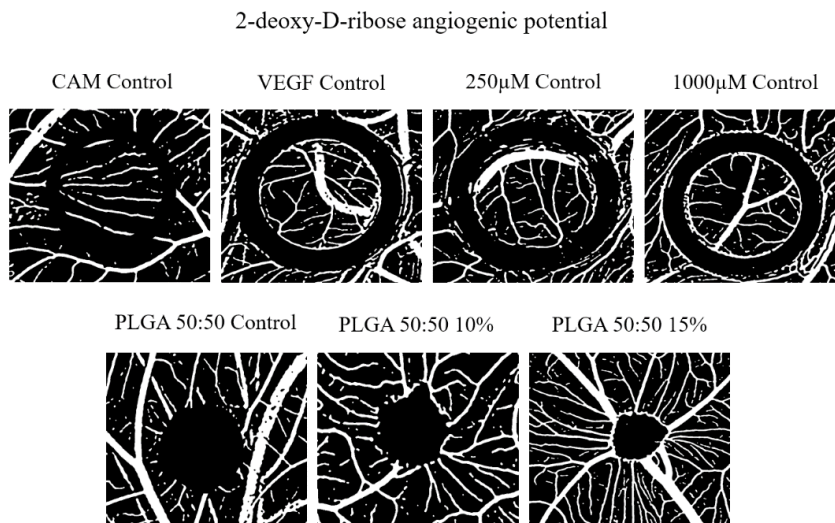 2-deoxy-D-ribose angiogenic potential
CAM Control VEGF Control 250µM Control 1000µM Control
PLGA 50:50 Control PLGA 50:50 10% PLGA 50:50 15%